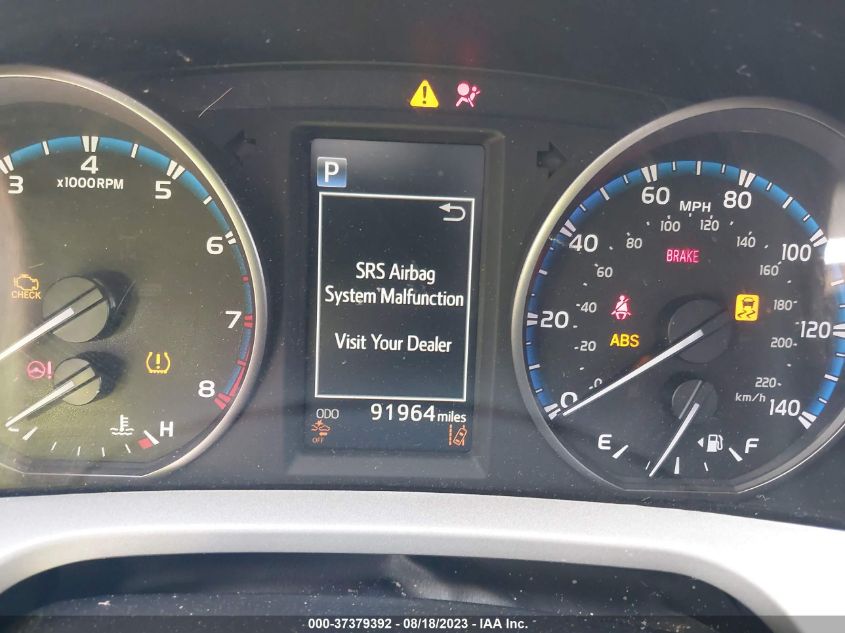 3
4
5
x1000RPM
6
7
8
CHECK
H
P
SRS Airbag
System Malfunction
Visit Your Dealer
ODO 91964 miles
OFF
0
20
40
60
80
100
120
140
MPH
0
20
40
60
80
100
120
140
160
180
200
220
km/h
BRAKE
ABS
E
F
000-37379392 / 08/18/2023 - IAA Inc.